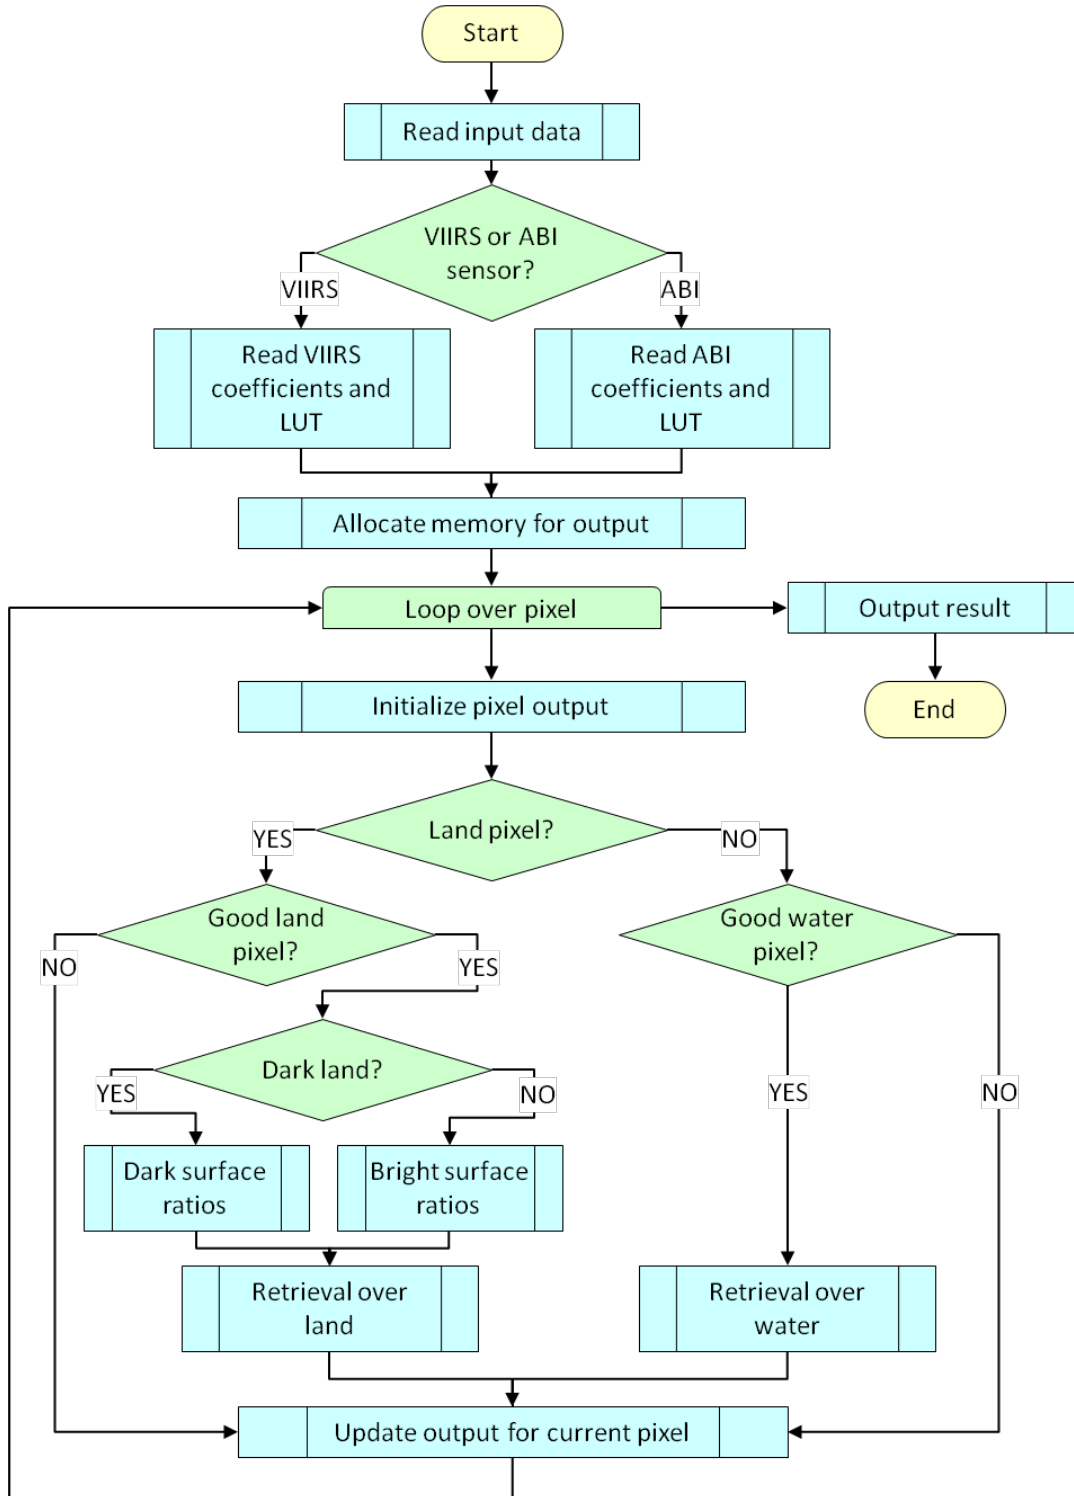 Start
Read input data
VIIRS or ABI
sensor?
VIIRS
ABI
Read VIIRS
coefficients and
LUT
Read ABI
coefficients and
LUT
Allocate memory for output
Loop over pixel
Output result
Initialize pixel output
End
Land pixel?
YES
NO
Good land
pixel?
Good water
pixel?
NO
YES
Dark land?
YES
NO
YES
NO
Dark surface
ratios
Bright surface
ratios
Retrieval over
land
Retrieval over
water
Update output for current pixel